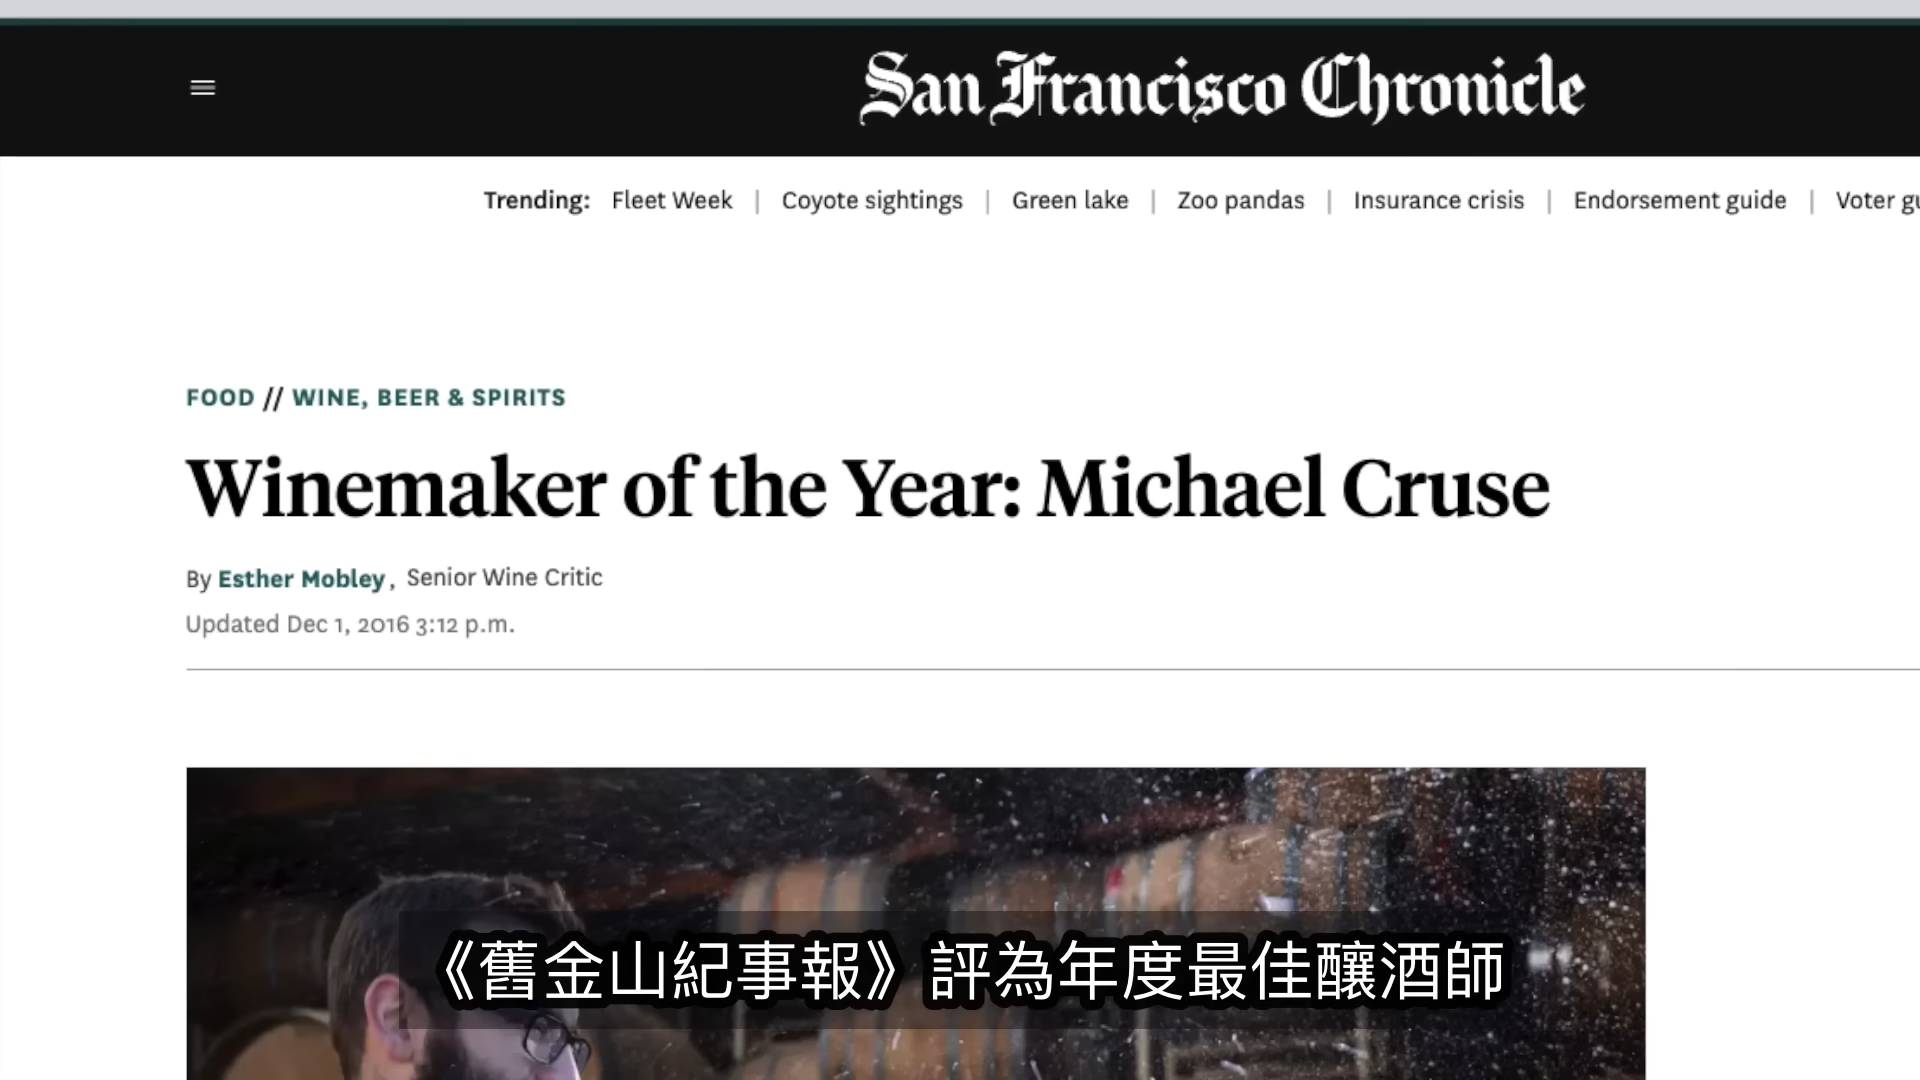 San Francisco Chronicle
Trending: Fleet Week | Coyote sightings | Green lake | Zoo pandas | Insurance crisis | Endorsement guide | Voter gu
FOOD // WINE, BEER & SPIRITS
Winemaker of the Year: Michael Cruse
By Esther Mobley, Senior Wine Critic
Updated Dec 1, 2016 3:12 p.m.
《舊金山紀事報》評為年度最佳釀酒師